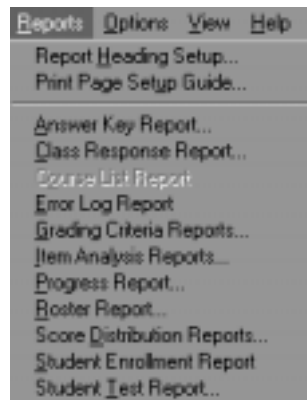 Reports Options View Help
Report Heading Setup...
Print Page Setup Guide...
Answer Key Report...
Class Response Report...
Course List Report
Error Log Report
Grading Criteria Reports...
Item Analysis Reports...
Progress Report...
Roster Report...
Score Distribution Reports...
Student Enrollment Report
Student Test Report...